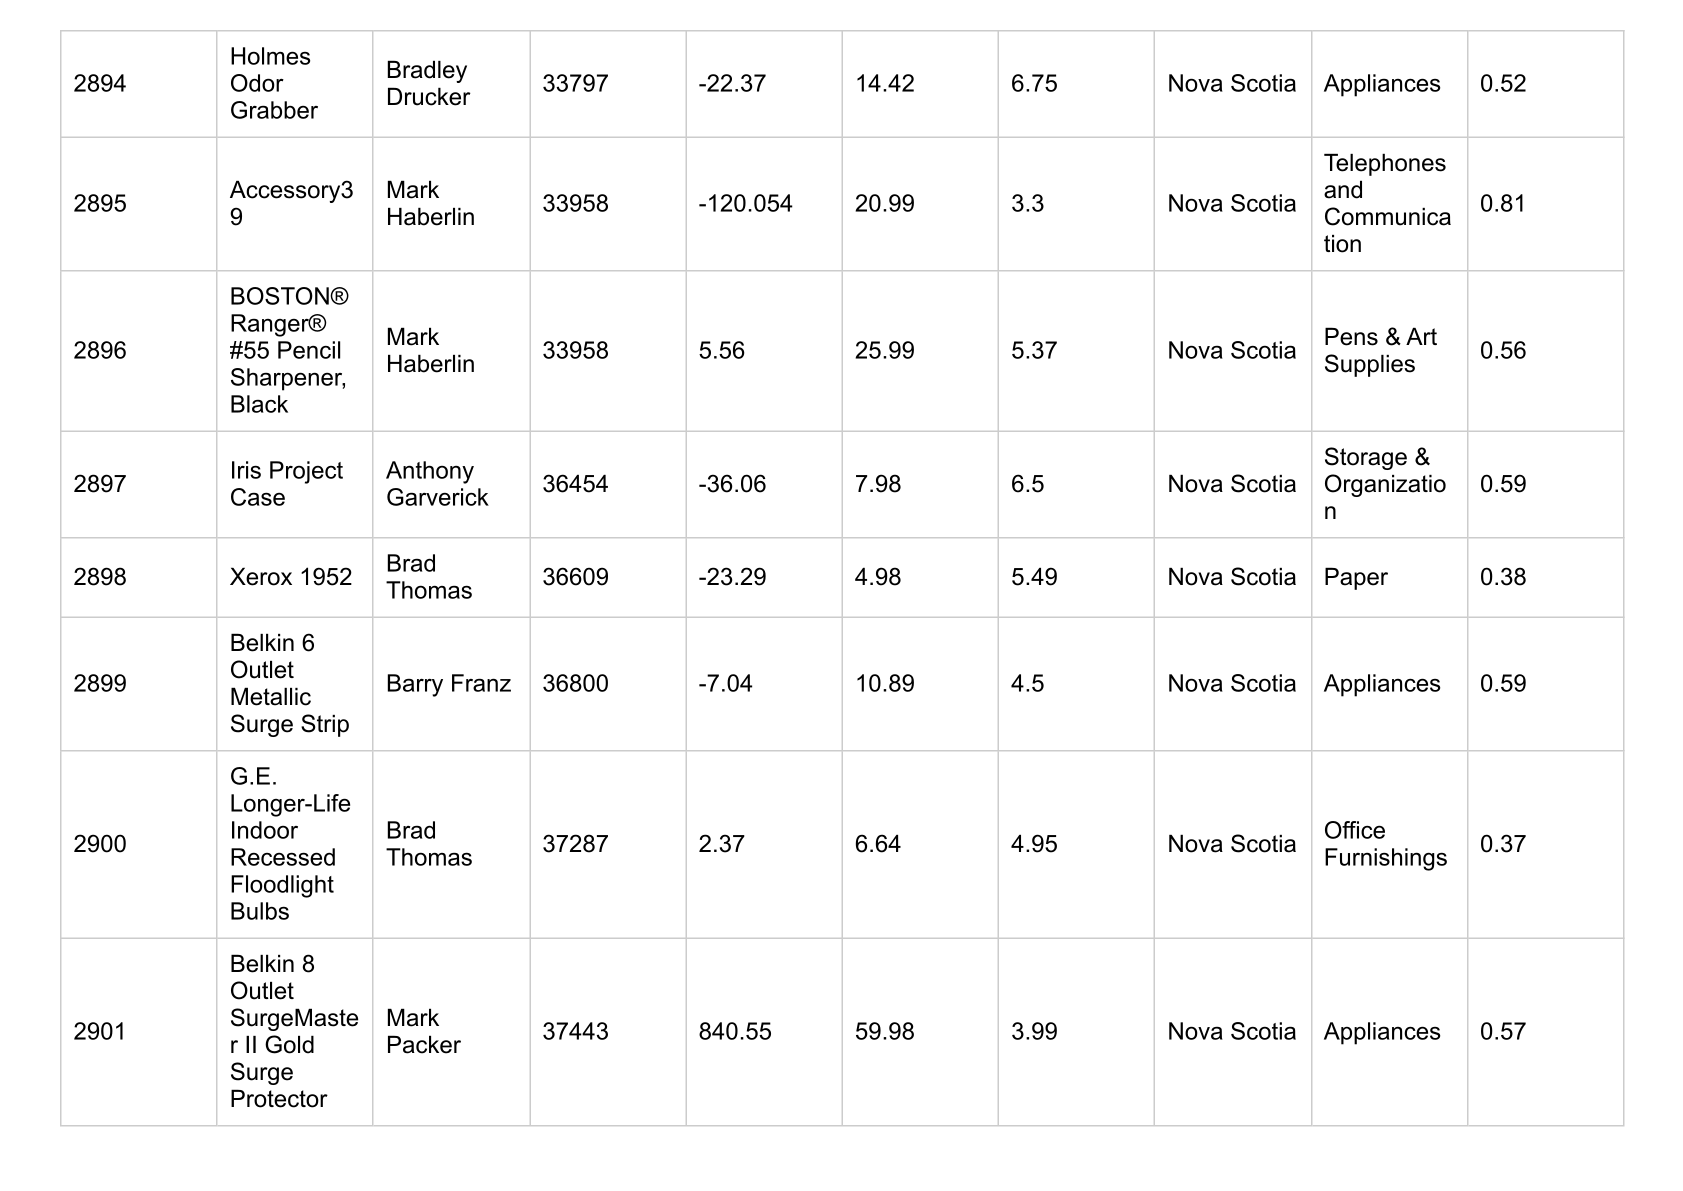 2894
Holmes
Odor
Grabber
Bradley
Drucker
33797
-22.37
14.42
6.75
Nova Scotia
Appliances
0.52
2895
Accessory3
9
Mark
Haberlin
33958
-120.054
20.99
3.3
Nova Scotia
Telephones
and
Communica
tion
0.81
2896
BOSTON®
Ranger®
#55 Pencil
Sharpener,
Black
Mark
Haberlin
33958
5.56
25.99
5.37
Nova Scotia
Pens & Art
Supplies
0.56
2897
Iris Project
Case
Anthony
Garverick
36454
-36.06
7.98
6.5
Nova Scotia
Storage &
Organizatio
n
0.59
2898
Xerox 1952
Brad
Thomas
36609
-23.29
4.98
5.49
Nova Scotia
Paper
0.38
2899
Belkin 6
Outlet
Metallic
Surge Strip
Barry Franz
36800
-7.04
10.89
4.5
Nova Scotia
Appliances
0.59
2900
G.E.
Longer-Life
Indoor
Recessed
Floodlight
Bulbs
Brad
Thomas
37287
2.37
6.64
4.95
Nova Scotia
Office
Furnishings
0.37
2901
Belkin 8
Outlet
SurgeMaste
r II Gold
Surge
Protector
Mark
Packer
37443
840.55
59.98
3.99
Nova Scotia
Appliances
0.57